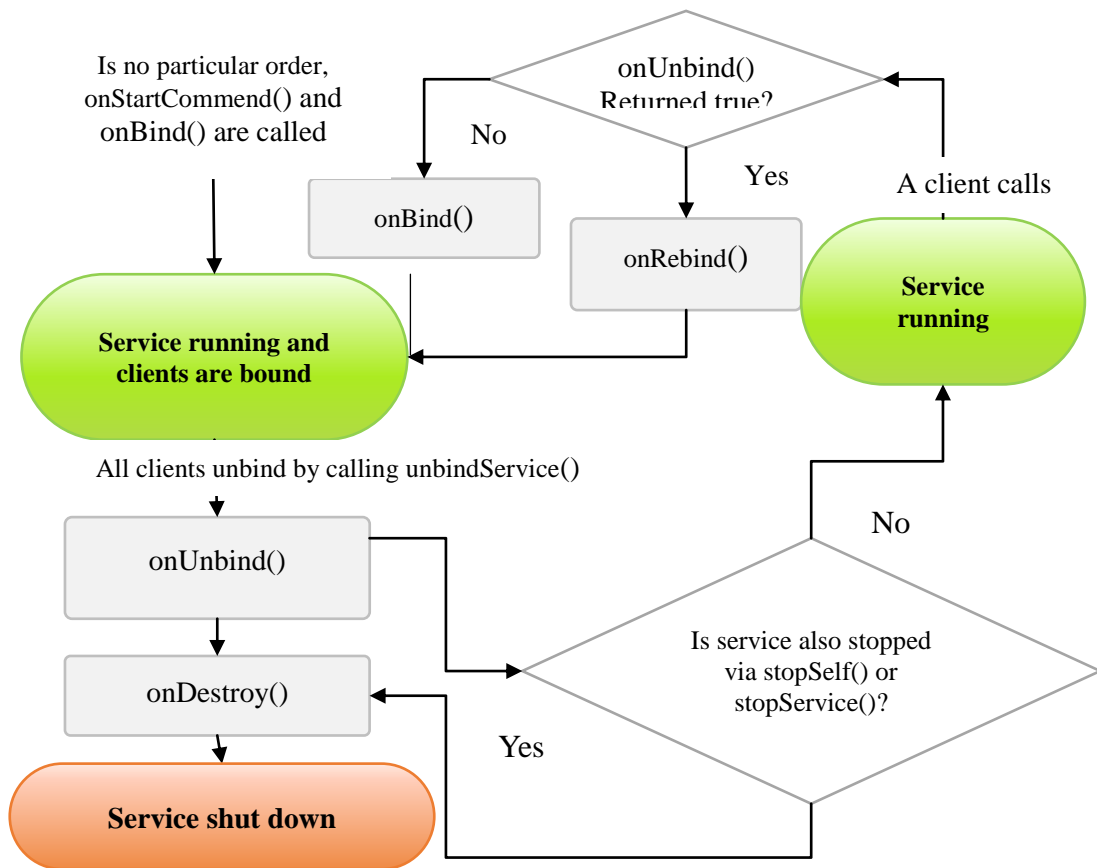 Is no particular order,
onStartCommend() and
onBind() are called
onUnbind()
Returned true?
No
Yes
A client calls
onBind()
onRebind()
Service
running
Service running and
clients are bound
All clients unbind by calling unbindService()
No
onUnbind()
Is service also stopped
via stopSelf() or
stopService()?
onDestroy()
Yes
Service shut down